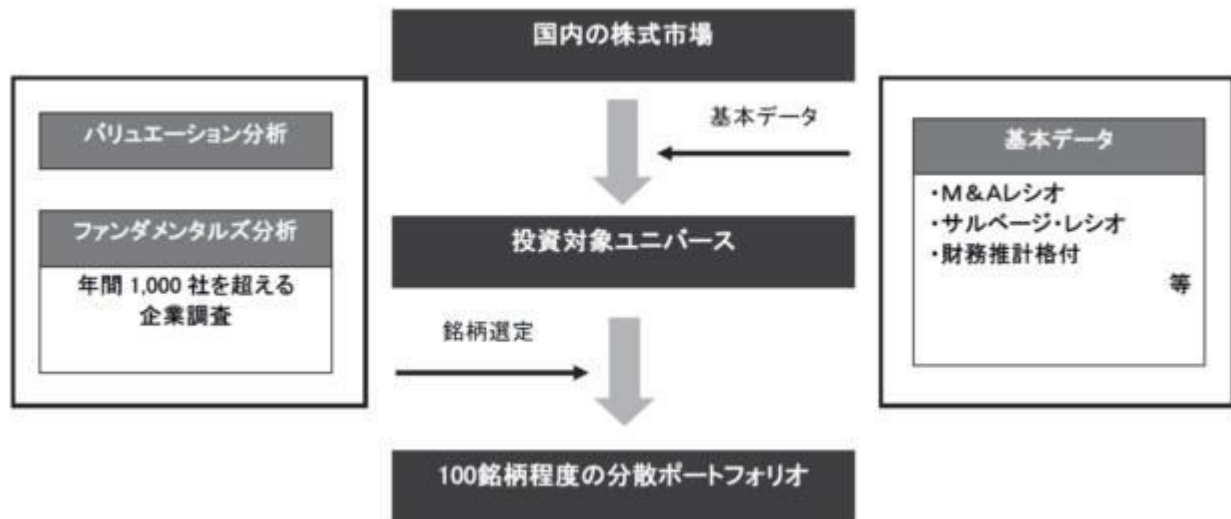 国内の株式市場
バリュエーション分析
ファンダメンタルズ分析
年間 1,000 社を超える
企業調査
基本データ
基本データ
・M&Aレシオ
・サルベージ・レシオ
・財務推計格付
等
投資対象ユニバース
銘柄選定
100銘柄程度の分散ポートフォリオ